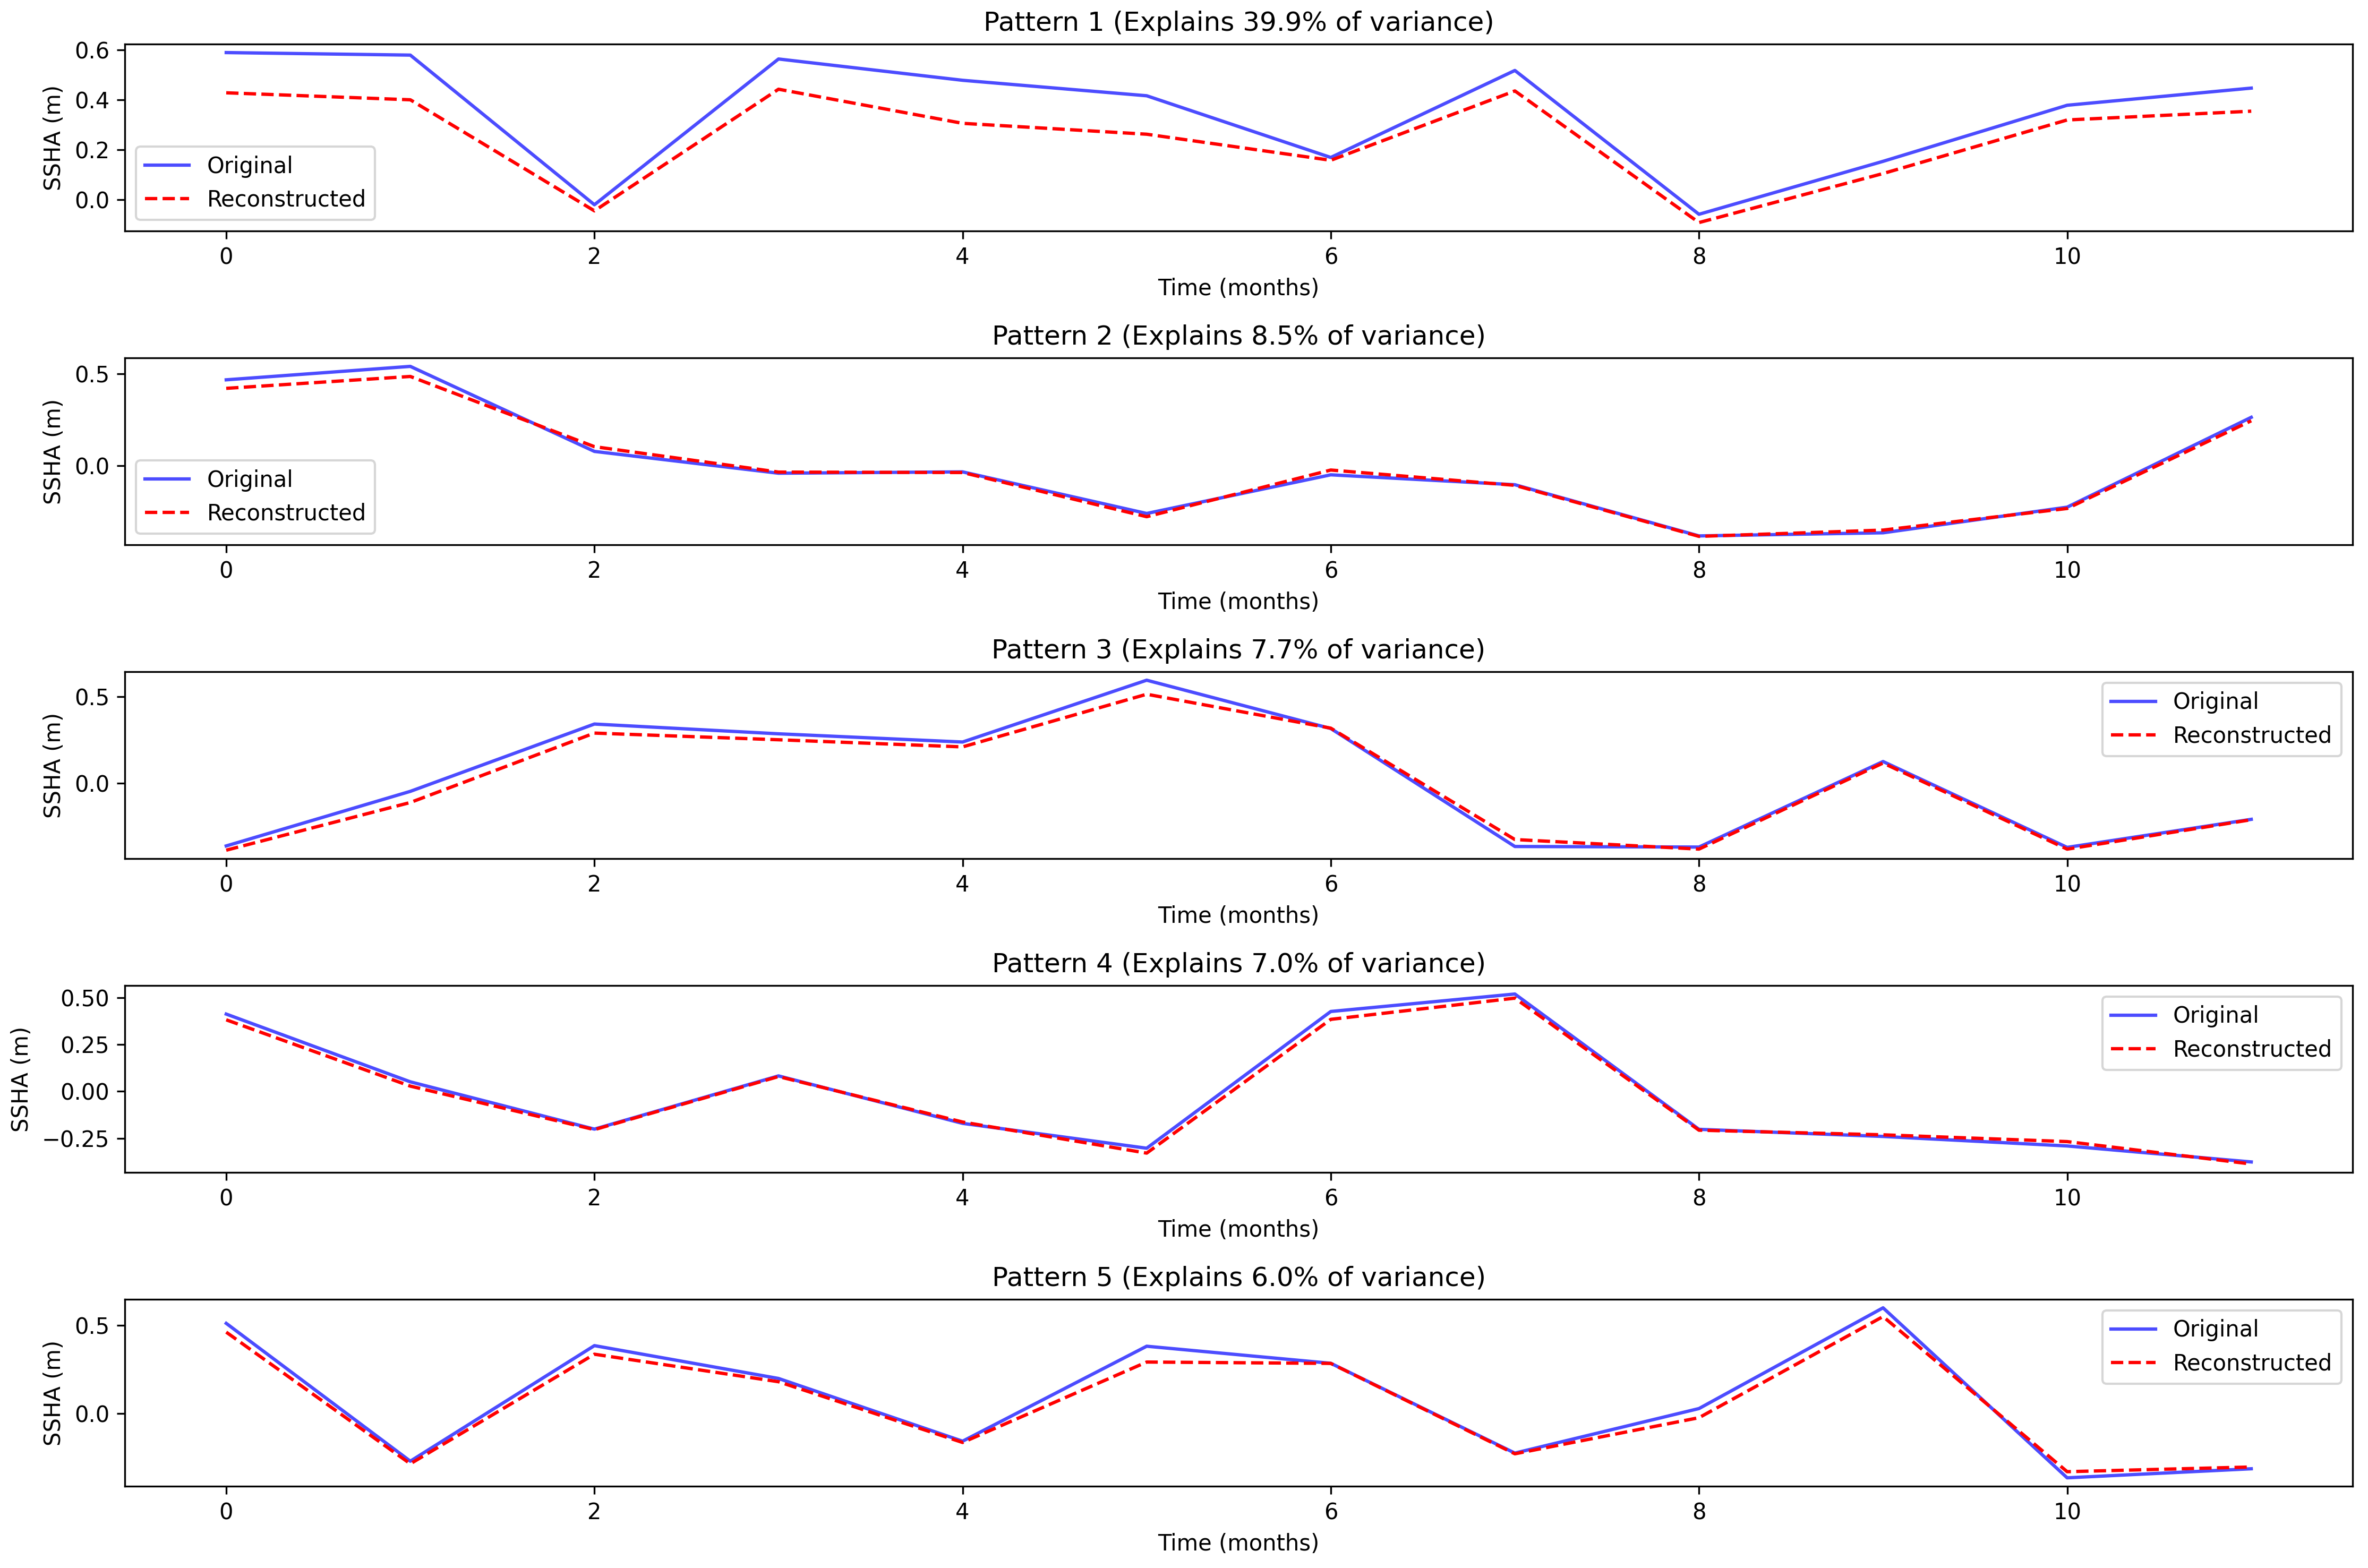 Pattern 1 (Explains 39.9% of variance)
SSHA (m)
0.6
0.4
0.2
0.0
Original
Reconstructed
0 2 4 6 8 10
Time (months)
Pattern 2 (Explains 8.5% of variance)
SSHA (m)
0.5
0.0
Original
Reconstructed
0 2 4 6 8 10
Time (months)
Pattern 3 (Explains 7.7% of variance)
SSHA (m)
0.5
0.0
Original
Reconstructed
0 2 4 6 8 10
Time (months)
Pattern 4 (Explains 7.0% of variance)
SSHA (m)
0.50
0.25
0.00
−0.25
Original
Reconstructed
0 2 4 6 8 10
Time (months)
Pattern 5 (Explains 6.0% of variance)
SSHA (m)
0.5
0.0
Original
Reconstructed
0 2 4 6 8 10
Time (months)